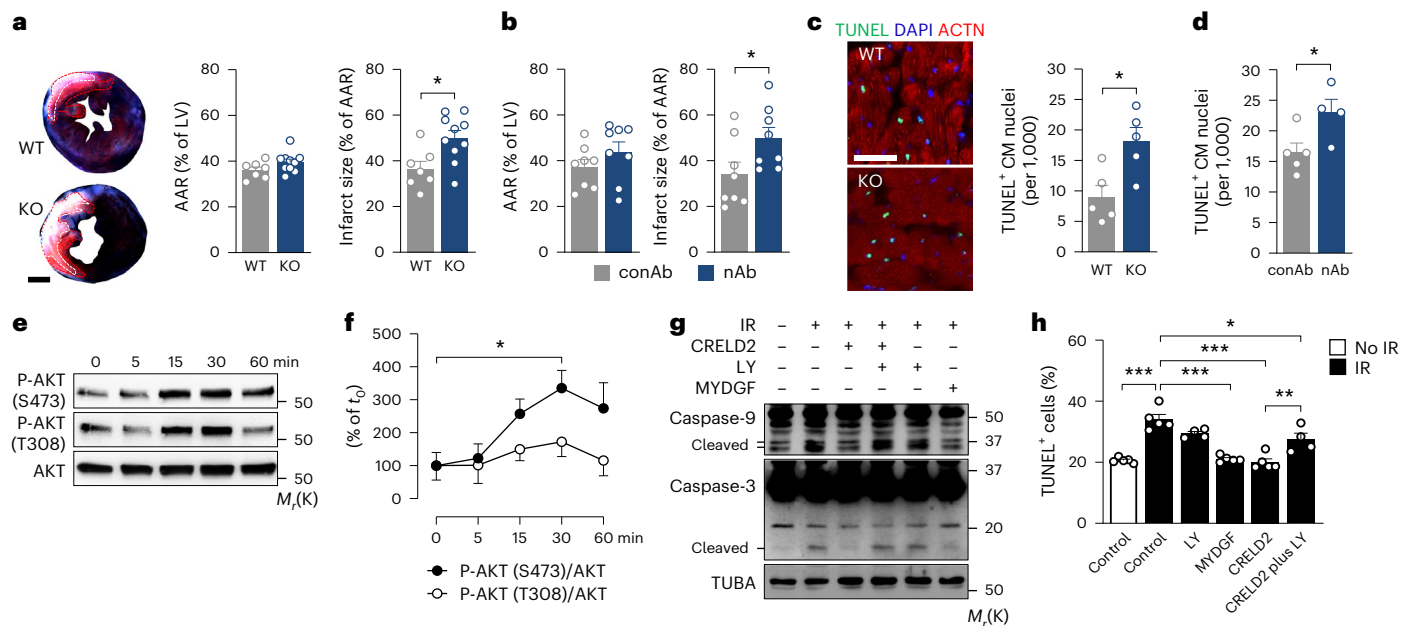 a
WT
KO
AAR (% of LV)
80
60
40
20
0
WT KO
Infarct size (% of AAR)
80
60
40
20
0
*
WT KO
b
AAR (% of LV)
80
60
40
20
0
Infarct size (% of AAR)
80
60
40
20
0
*
conAb nAb
c
TUNEL DAPI ACTN
WT
KO
TUNEL+ CM nuclei
(per 1,000)
30
25
20
15
10
5
0
*
WT KO
d
TUNEL+ CM nuclei
(per 1,000)
30
25
20
15
10
5
0
*
conAb nAb
e
0 5 15 30 60 min
P-AKT
(S473)
50
P-AKT
(T308)
50
AKT
50
Mr(K)
f
(% of t0)
500
400
300
200
100
0
*
0 5 15 30 60 min
P-AKT (S473)/AKT
P-AKT (T308)/AKT
g
IR – + + + + +
CRELD2 – – + + – –
LY – – – + + –
MYDGF – – – – – +
Caspase-9
50
Cleaved
37
37
Caspase-3
20
Cleaved
TUBA
50
Mr(K)
h
TUNEL+ cells (%)
60
40
20
0
*
***
*** ***
**
No IR
IR
Control
Control
LY
MYDGF
CRELD2
CRELD2 plus LY